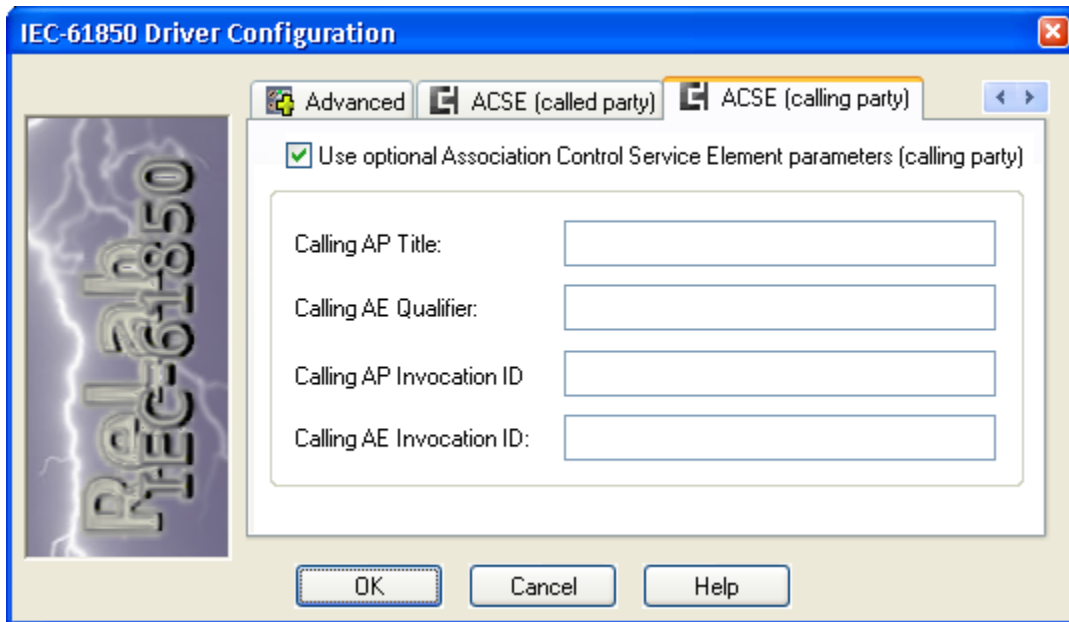 IEC-61850 Driver Configuration
Advanced
ACSE (called party)
ACSE (calling party)
RelabIEC-61850
Use optional Association Control Service Element parameters (calling party)
Calling AP Title:
Calling AE Qualifier:
Calling AP Invocation ID
Calling AE Invocation ID:
OK
Cancel
Help